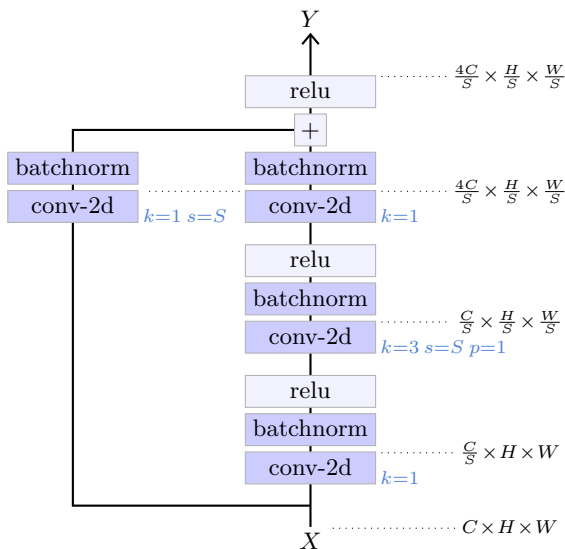 Y
relu 4C/S × H/S × W/S
+
batchnorm batchnorm
conv-2d k=1 s=S conv-2d k=1 4C/S × H/S × W/S
relu
batchnorm
conv-2d k=3 s=S p=1 C/S × H/S × W/S
relu
batchnorm
conv-2d k=1 C/S × H × W
X C × H × W